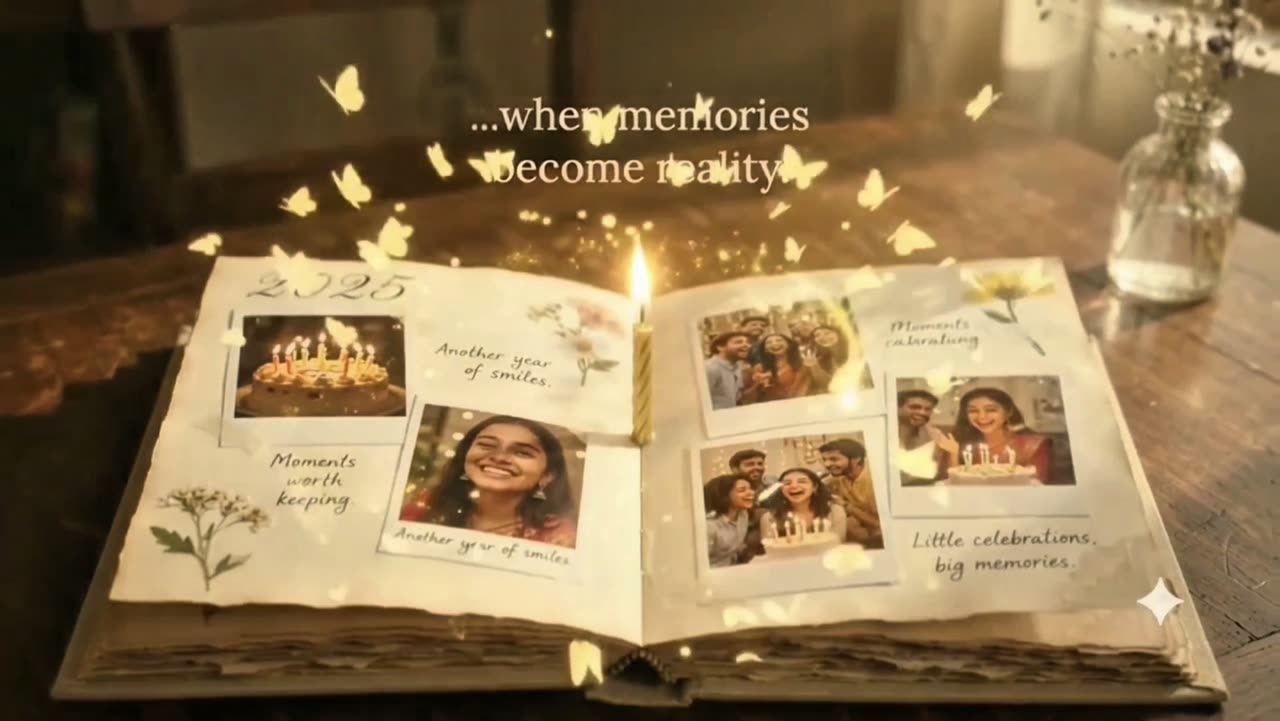 ...when memories
become reality
2025
Another year
of smiles.
Moments
worth
keeping.
Another year of smiles.
Moments
Little celebrations,
big memories.